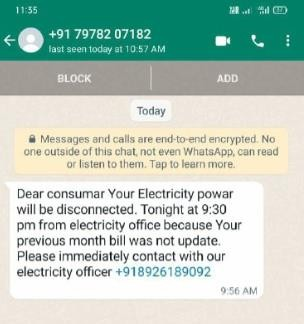 11:35
+91 79782 07182
last seen today at 10:57 AM
BLOCK
ADD
Today
Messages and calls are end-to-end encrypted. No
one outside of this chat, not even WhatsApp, can read
or listen to them. Tap to learn more.
Dear consumar Your Electricity powar
will be disconnected. Tonight at 9:30
pm from electricity office because Your
previous month bill was not update.
Please immediately contact with our
electricity officer +918926189092
9:56 AM